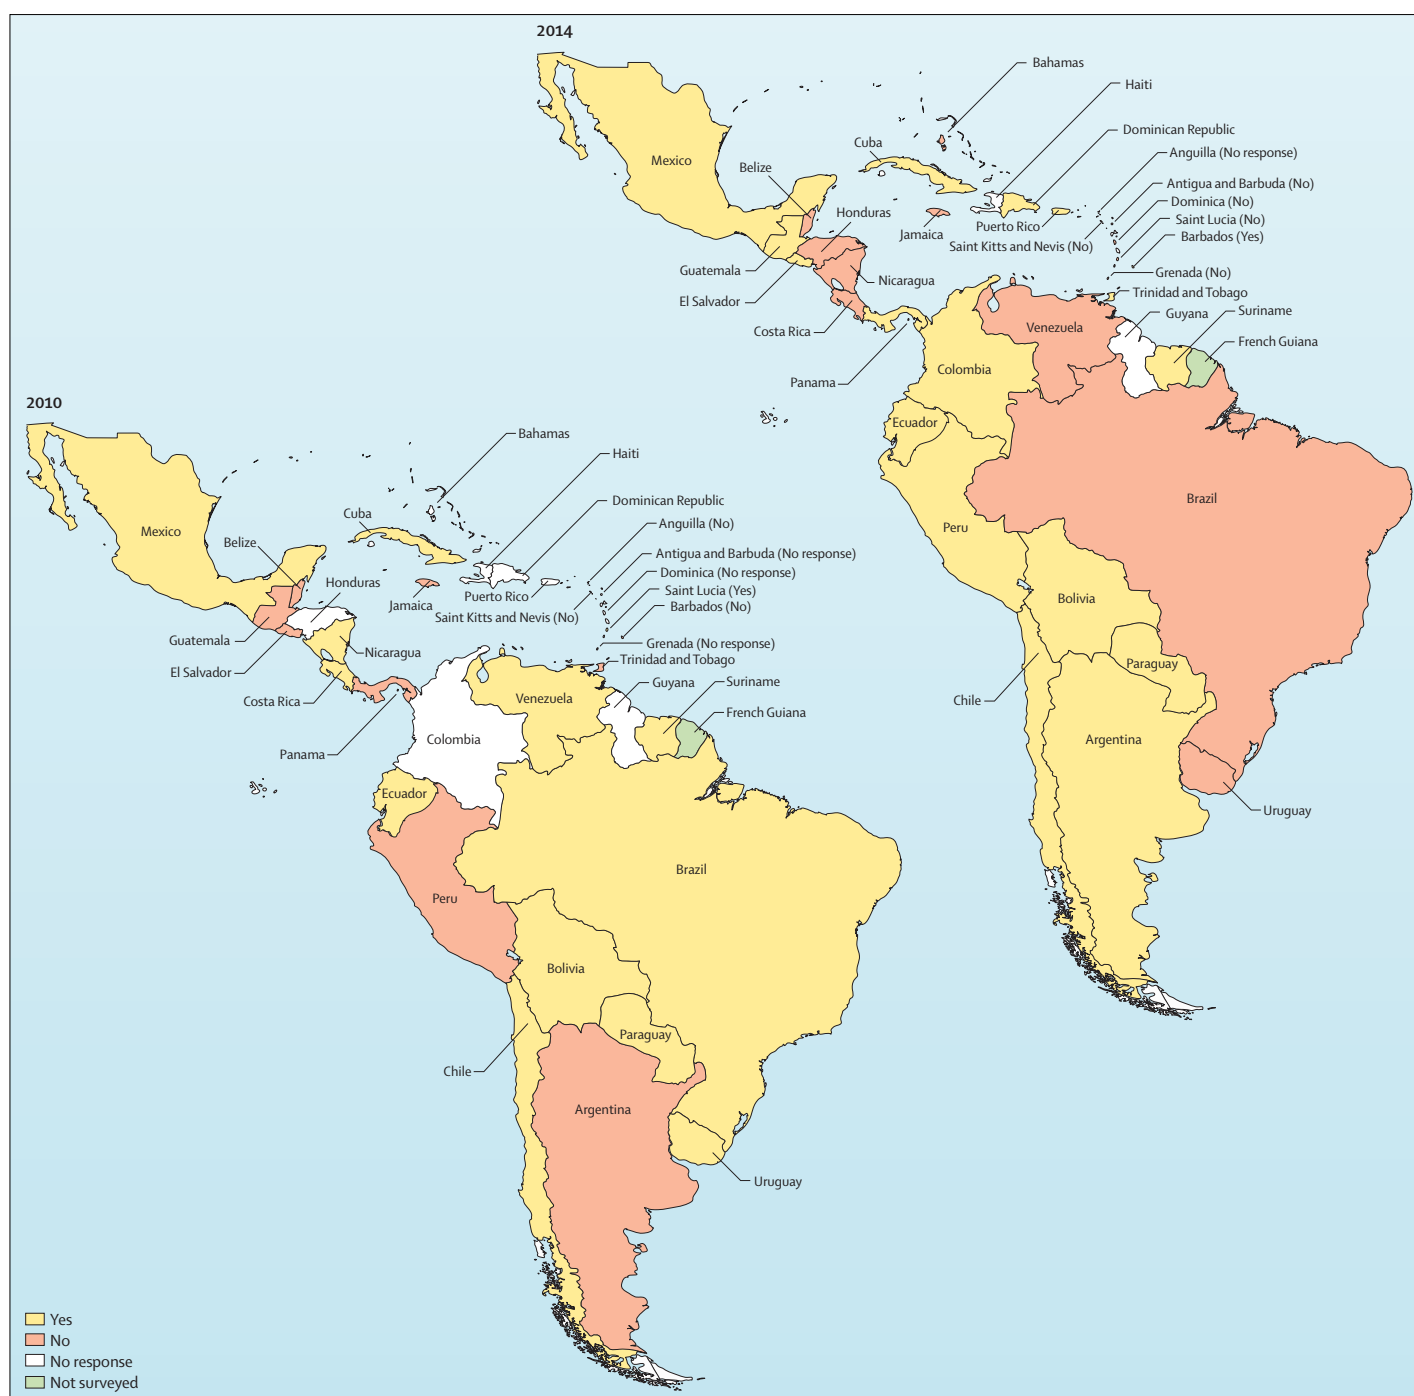 2014
Bahamas
Haiti
Dominican Republic
Cuba
Anguilla (No response)
Mexico
Belize
Antigua and Barbuda (No)
Dominica (No)
Honduras
Saint Lucia (No)
Jamaica
Puerto Rico
Barbados (Yes)
Saint Kitts and Nevis (No)
Guatemala
Nicaragua
Grenada (No)
El Salvador
Trinidad and Tobago
Costa Rica
Venezuela
Guyana
Suriname
French Guiana
Panama
Colombia
Ecuador
Brazil
Peru
Bolivia
Paraguay
Chile
Argentina
Uruguay
2010
Bahamas
Haiti
Dominican Republic
Cuba
Anguilla (No)
Mexico
Belize
Antigua and Barbuda (No response)
Dominica (No response)
Honduras
Saint Lucia (Yes)
Jamaica
Puerto Rico
Barbados (No)
Saint Kitts and Nevis (No)
Guatemala
Nicaragua
Grenada (No response)
El Salvador
Trinidad and Tobago
Costa Rica
Venezuela
Guyana
Suriname
French Guiana
Panama
Colombia
Ecuador
Brazil
Peru
Bolivia
Paraguay
Chile
Argentina
Uruguay
Yes
No
No response
Not surveyed